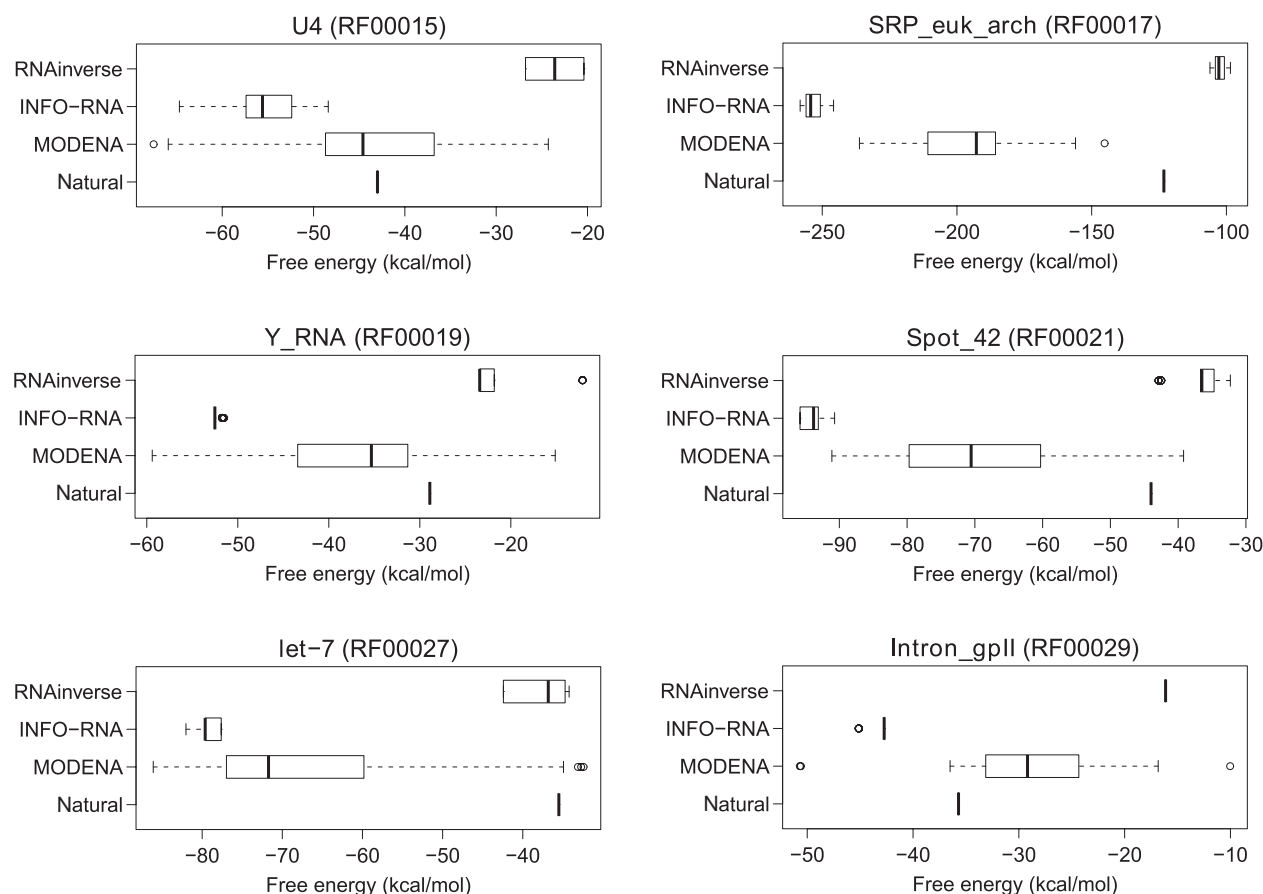 U4 (RF00015)
RNAinverse
INFO−RNA
MODENA
Natural
−60 −50 −40 −30 −20
Free energy (kcal/mol)
SRP_euk_arch (RF00017)
RNAinverse
INFO−RNA
MODENA
Natural
−250 −200 −150 −100
Free energy (kcal/mol)
Y_RNA (RF00019)
RNAinverse
INFO−RNA
MODENA
Natural
−60 −50 −40 −30 −20
Free energy (kcal/mol)
Spot_42 (RF00021)
RNAinverse
INFO−RNA
MODENA
Natural
−90 −80 −70 −60 −50 −40 −30
Free energy (kcal/mol)
let−7 (RF00027)
RNAinverse
INFO−RNA
MODENA
Natural
−80 −70 −60 −50 −40
Free energy (kcal/mol)
Intron_gpII (RF00029)
RNAinverse
INFO−RNA
MODENA
Natural
−50 −40 −30 −20 −10
Free energy (kcal/mol)